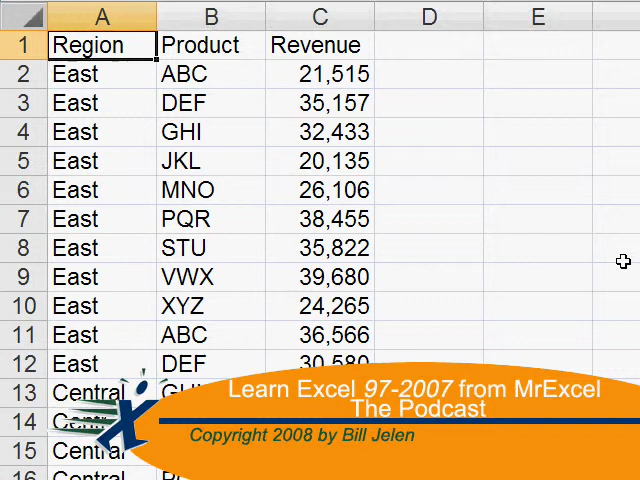 A B C D E
1 Region Product Revenue
2 East ABC 21,515
3 East DEF 35,157
4 East GHI 32,433
5 East JKL 20,135
6 East MNO 26,106
7 East PQR 38,455
8 East STU 35,822
9 East VWX 39,680
10 East XYZ 24,265
11 East ABC 36,566
12 East DEF 30,580
13 Central
14
15
16 Central
Learn Excel 97-2007 from MrExcel
The Podcast
Copyright 2008 by Bill Jelen